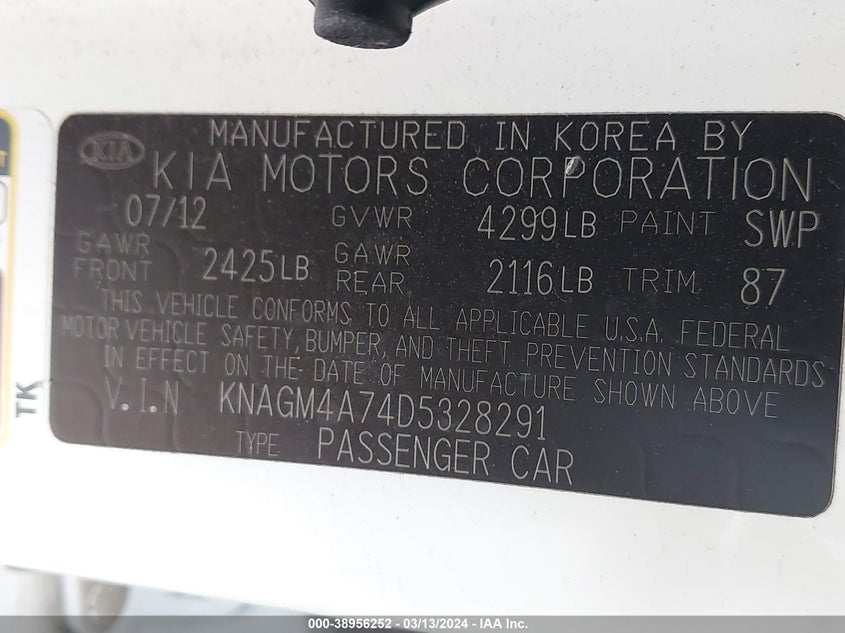 MANUFACTURED IN KOREA BY
KIA KIA MOTORS CORPORATION
07/12 GVWR 4299LB PAINT SWP
GAWR FRONT 2425LB GAWR REAR 2116LB TRIM 87
THIS VEHICLE CONFORMS TO ALL APPLICABLE U.S.A. FEDERAL
MOTOR VEHICLE SAFETY, BUMPER, AND THEFT PREVENTION STANDARDS
IN EFFECT ON THE DATE OF MANUFACTURE SHOWN ABOVE
V.I.N KNAGM4A74D5328291
TYPE PASSENGER CAR
TK
000-38956252 - 03/13/2024 - IAA Inc.